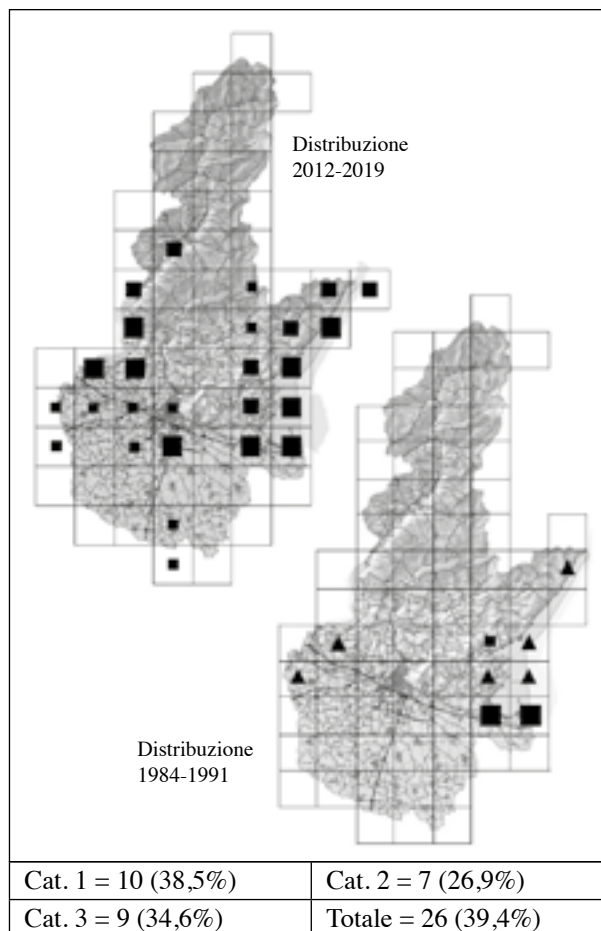 Distribuzione
2012-2019
Distribuzione
1984-1991
Cat. 1 = 10 (38,5%)
Cat. 2 = 7 (26,9%)
Cat. 3 = 9 (34,6%)
Totale = 26 (39,4%)